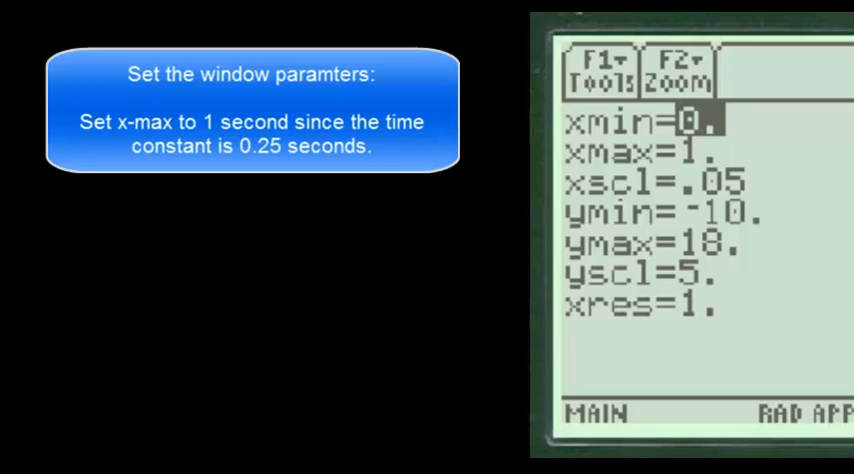 Set the window paramters:
Set x-max to 1 second since the time
constant is 0.25 seconds.
F1▾ F2▾
Tools Zoom
xmin=0.
xmax=1.
xscl=.05
ymin=-10.
ymax=18.
yscl=5.
xres=1.
MAIN RAD APP